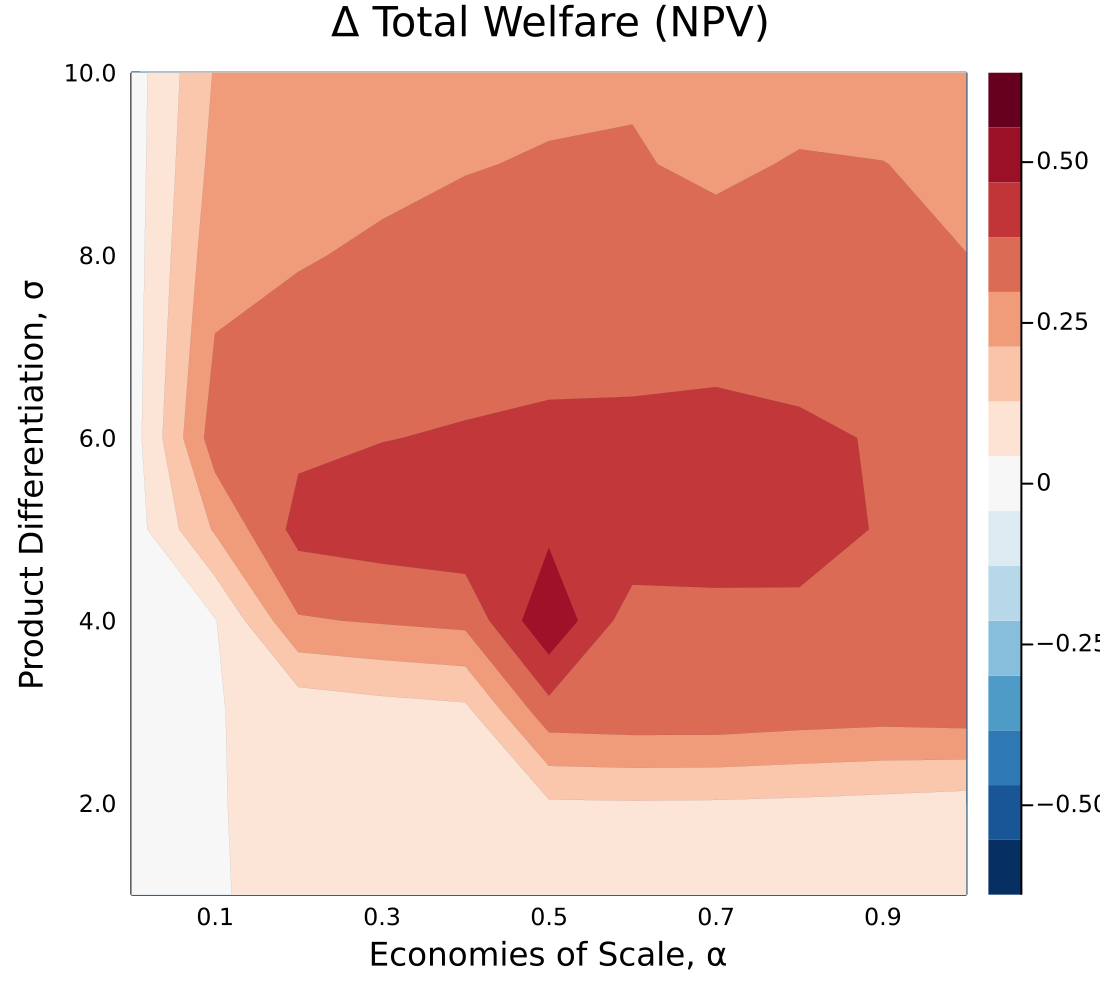 Δ Total Welfare (NPV)
10.0
8.0
6.0
4.0
2.0
Product Differentiation, σ
0.1 0.3 0.5 0.7 0.9
Economies of Scale, α
0.50
0.25
0
−0.25
−0.50